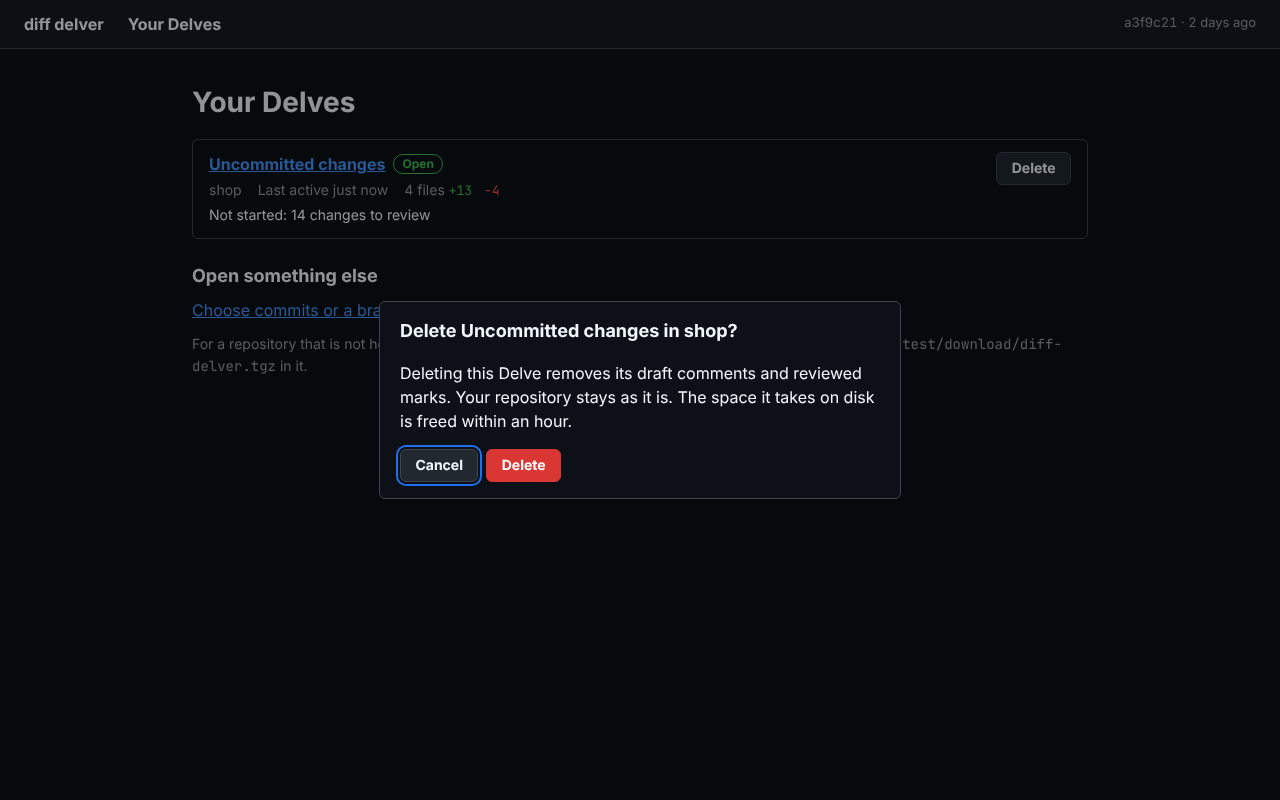 diff delver Your Delves a3f9c21 · 2 days ago
Your Delves
Uncommitted changes Open Delete
shop Last active just now 4 files +13 -4
Not started: 14 changes to review
Open something else
Choose commits or a bra
For a repository that is not h test/download/diff-
delver.tgz in it.
Delete Uncommitted changes in shop?
Deleting this Delve removes its draft comments and reviewed
marks. Your repository stays as it is. The space it takes on disk
is freed within an hour.
Cancel Delete